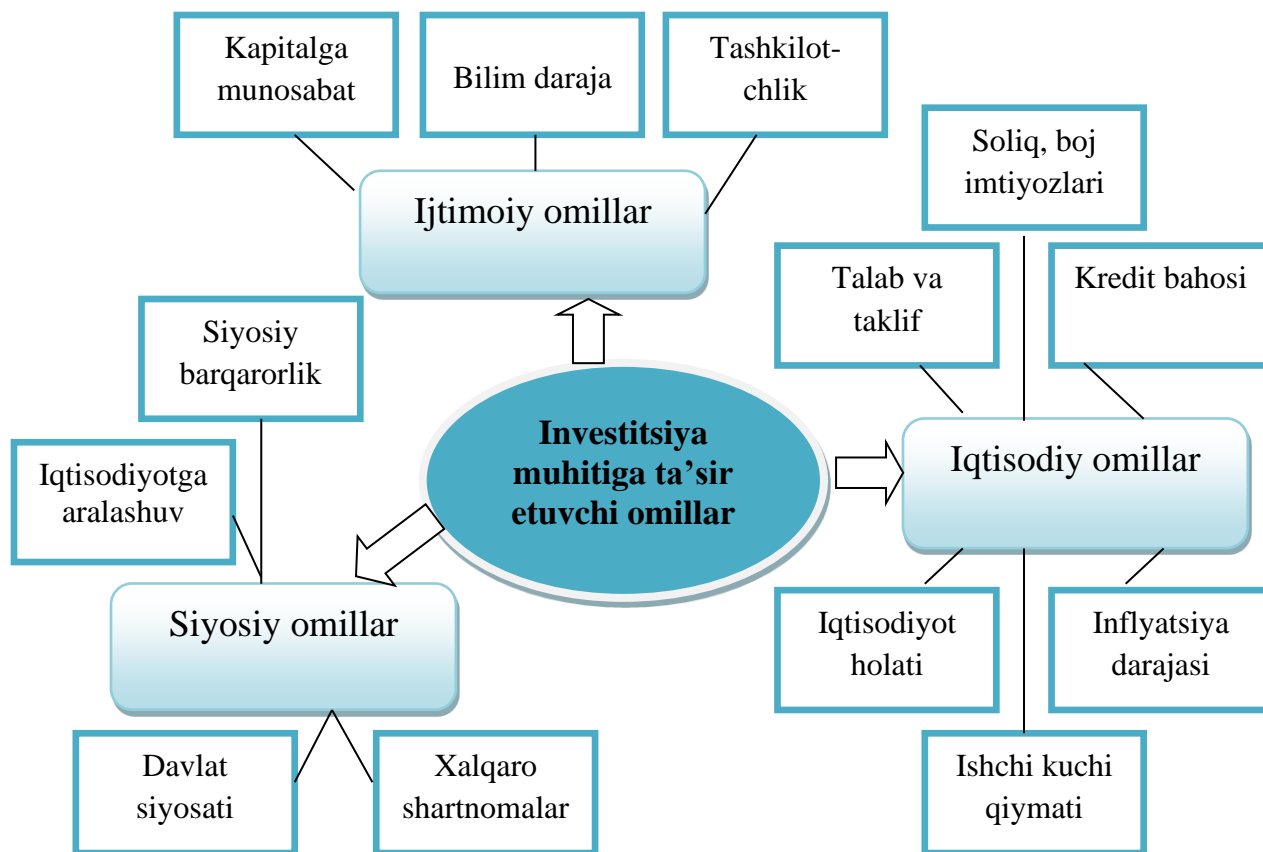 Kapitalga
munosabat
Bilim daraja
Tashkilot-
chlik
Ijtimoiy omillar
Soliq, boj
imtiyozlari
Talab va
taklif
Kredit bahosi
Siyosiy
barqarorlik
Iqtisodiyotga
aralashuv
Investitsiya
muhitiga ta’sir
etuvchi omillar
Iqtisodiy omillar
Siyosiy omillar
Iqtisodiyot
holati
Inflyatsiya
darajasi
Davlat
siyosati
Xalqaro
shartnomalar
Ishchi kuchi
qiymati